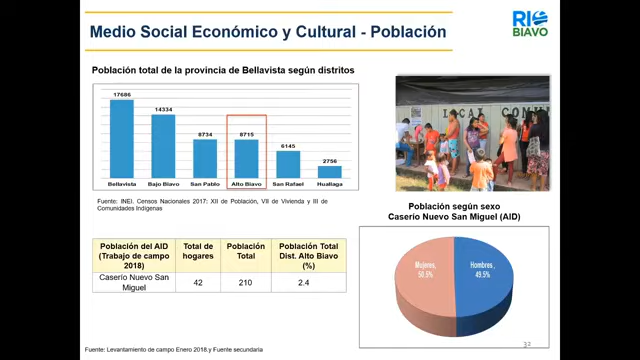 Medio Social Económico y Cultural - Población
RIO
BIAVO
Población total de la provincia de Bellavista según distritos
17686
14334
8734
8715
6145
2756
Bellavista
Bajo Biavo
San Pablo
Alto Biavo
San Rafael
Huallaga
Fuente: INEI. Censos Nacionales 2017: XII de Población, VII de Vivienda y III de
Comunidades Indígenas
LOCAL COMU
Población según sexo
Caserío Nuevo San Miguel (AID)
Mujeres,
50.5%
Hombres,
49.5%
Población del AID
(Trabajo de campo
2018)
Total de
hogares
Población
Total
Población Total
Dist. Alto Biavo
(%)
Caserío Nuevo San
Miguel
42
210
2.4
32
Fuente: Levantamiento de campo Enero 2018.y Fuente secundaria